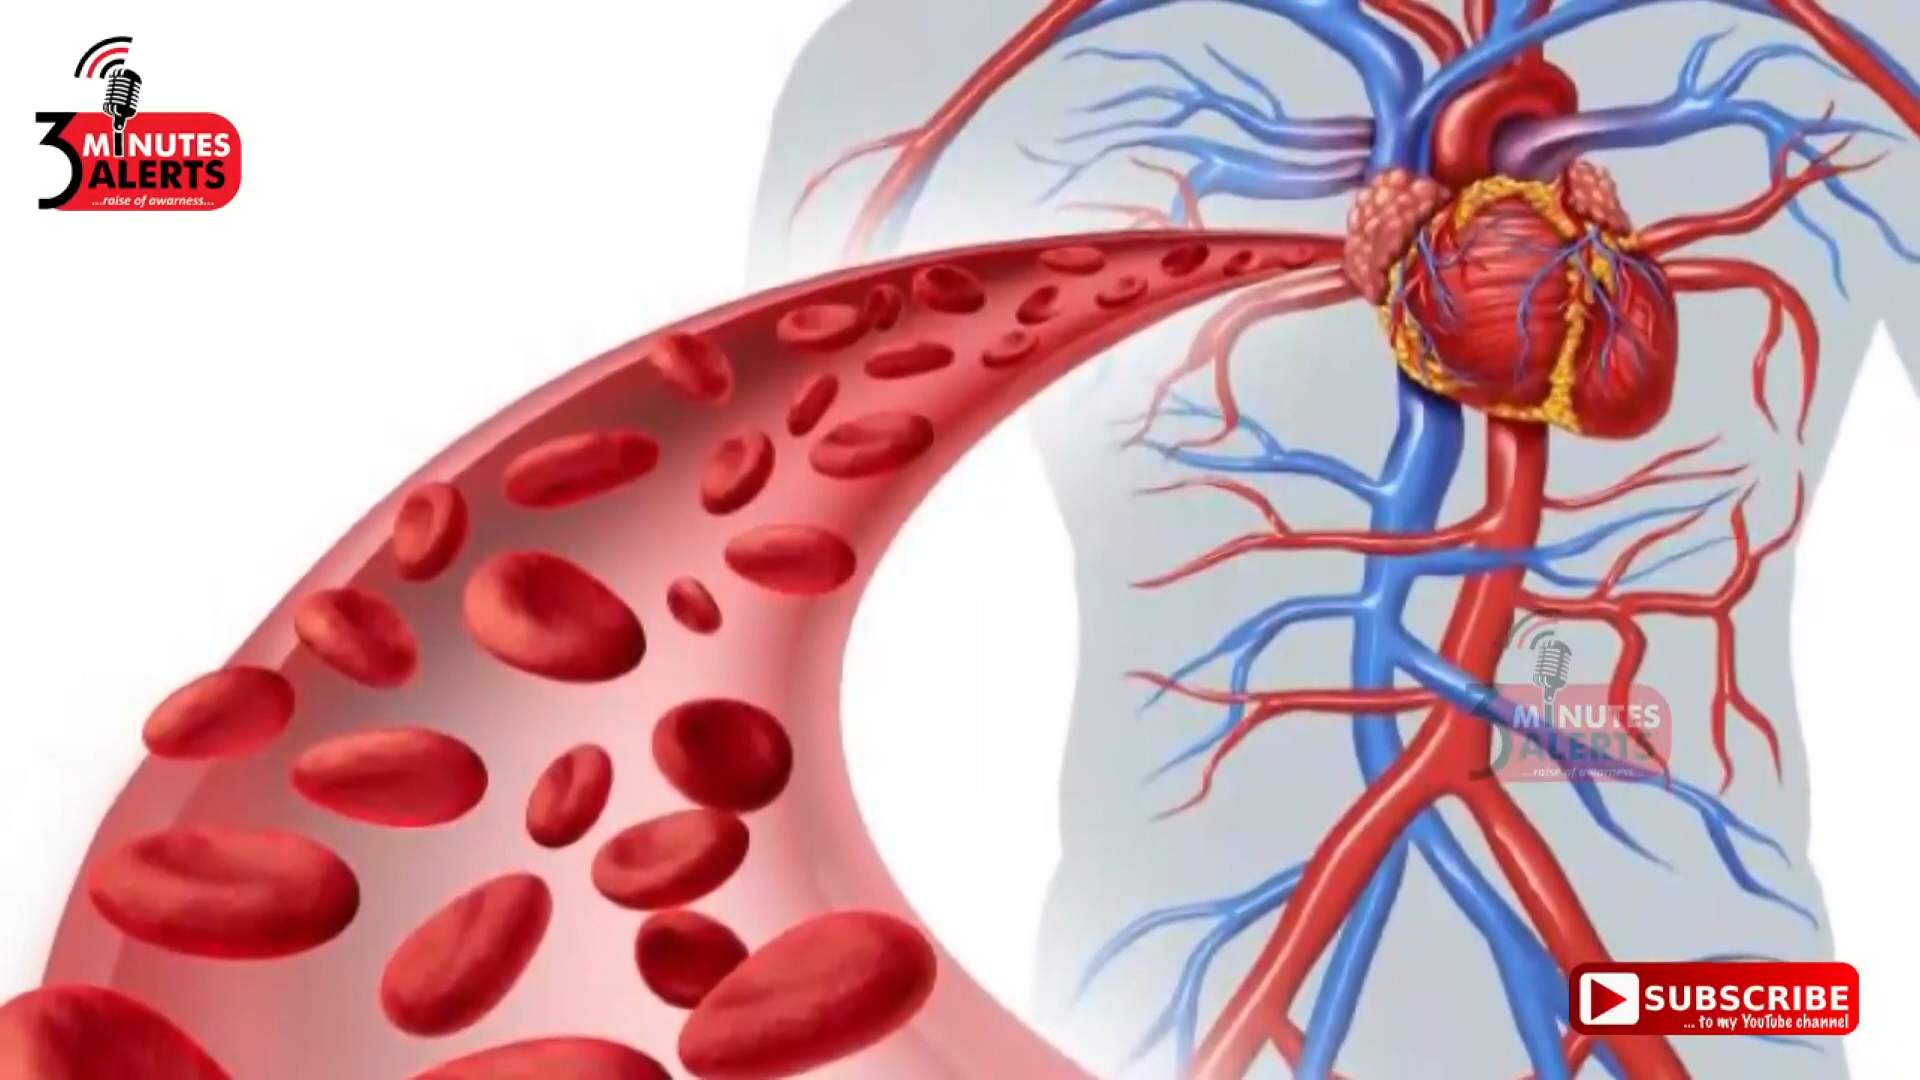 3 MINUTES
ALERTS
...raise of awarness...
3 MINUTES
ALERTS
...raise of awarness...
SUBSCRIBE
... to my YouTube channel